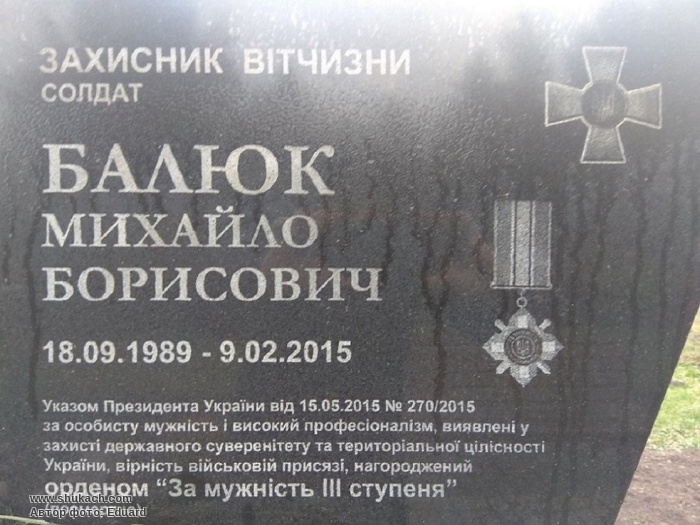 ЗАХИСНИК ВІТЧИЗНИ
СОЛДАТ
БАЛЮК
МИХАЙЛО
БОРИСОВИЧ
18.09.1989 - 9.02.2015
Указом Президента України від 15.05.2015 № 270/2015
за особисту мужність і високий професіоналізм, виявлені у
захисті державного суверенітету та територіальної цілісності
України, вірність військовій присязі, нагороджений
орденом “За мужність III ступеня”
(посмертно)
www.shukach.com
Автор фото: Eduard